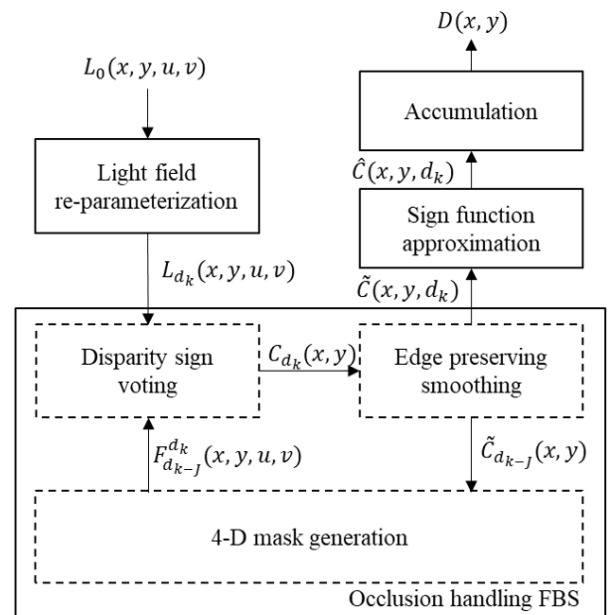 D(x, y)
L_0(x, y, u, v)
Accumulation
Light field
re-parameterization
Ĉ(x, y, d_k)
Sign function
approximation
L_{d_k}(x, y, u, v)
C̃(x, y, d_k)
Disparity sign
voting
C_{d_k}(x, y)
Edge preserving
smoothing
F_{d_{k-J}}^{d_k}(x, y, u, v)
C̃_{d_{k-J}}(x, y)
4-D mask generation
Occlusion handling FBS